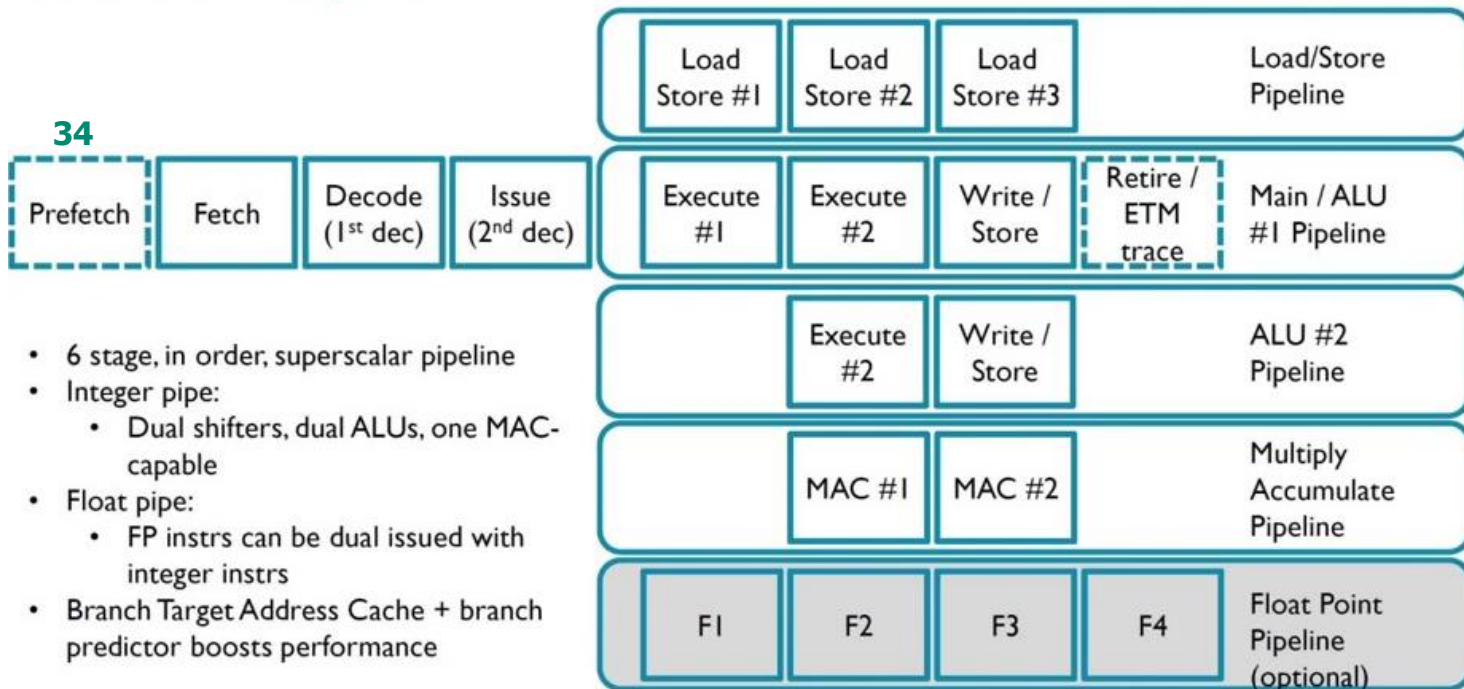 Load
Store #1
Load
Store #2
Load
Store #3
Load/Store
Pipeline
34
Prefetch
Fetch
Decode
(1st dec)
Issue
(2nd dec)
Execute
#1
Execute
#2
Write /
Store
Retire /
ETM
trace
Main / ALU
#1 Pipeline
Execute
#2
Write /
Store
ALU #2
Pipeline
MAC #1
MAC #2
Multiply
Accumulate
Pipeline
F1
F2
F3
F4
Float Point
Pipeline
(optional)
• 6 stage, in order, superscalar pipeline
• Integer pipe:
• Dual shifters, dual ALUs, one MAC-
capable
• Float pipe:
• FP instrs can be dual issued with
integer instrs
• Branch Target Address Cache + branch
predictor boosts performance